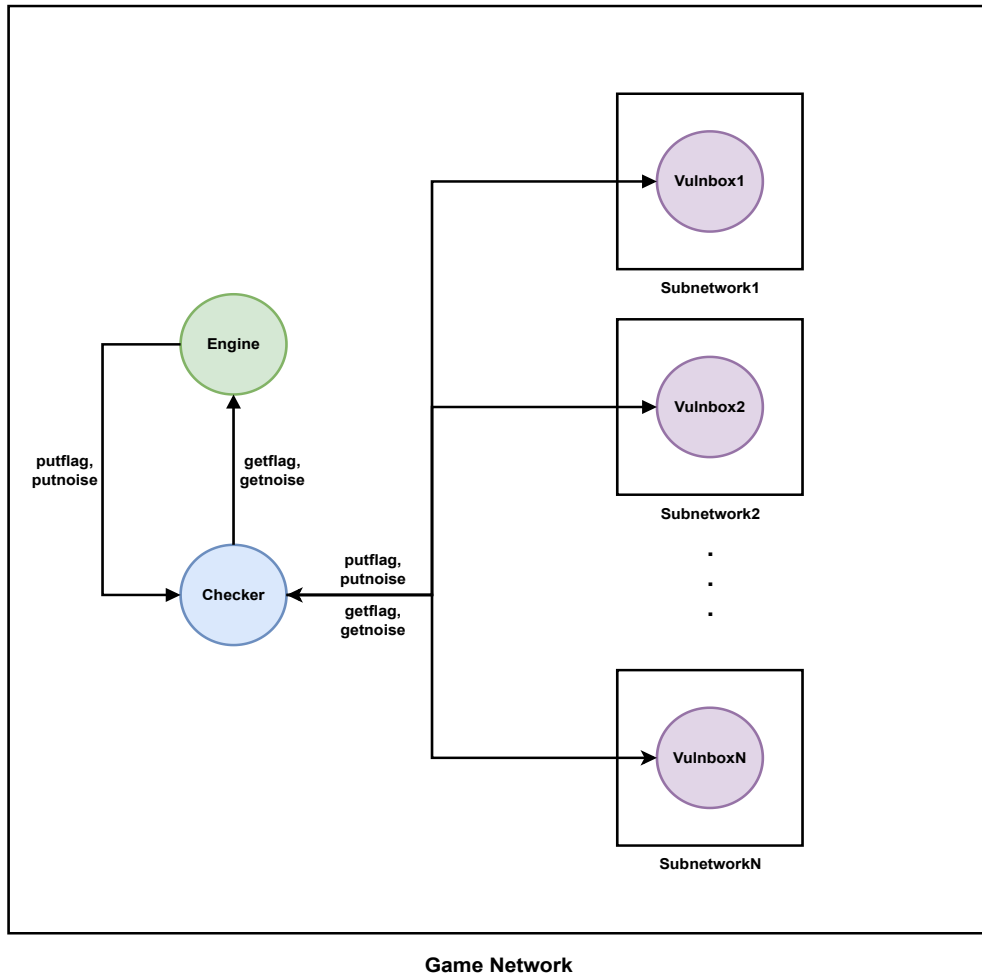 Vulnbox1
Subnetwork1
Engine
Vulnbox2
putflag,
putnoise
getflag,
getnoise
Subnetwork2
.
.
.
Checker
putflag,
putnoise
getflag,
getnoise
VulnboxN
SubnetworkN
Game Network